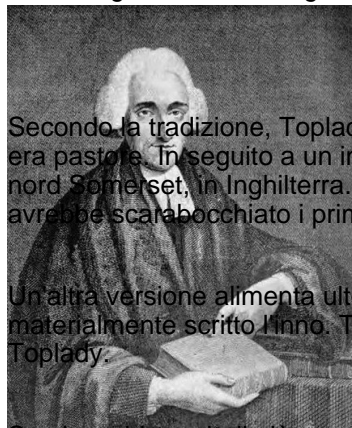 Secondo la tradizione, Toplad
era pastore. In seguito a un in
nord Somerset, in Inghilterra.
avrebbe scarabocchiato i prim
Un'altra versione alimenta ult
materialmente scritto l'inno. T
Toplady.